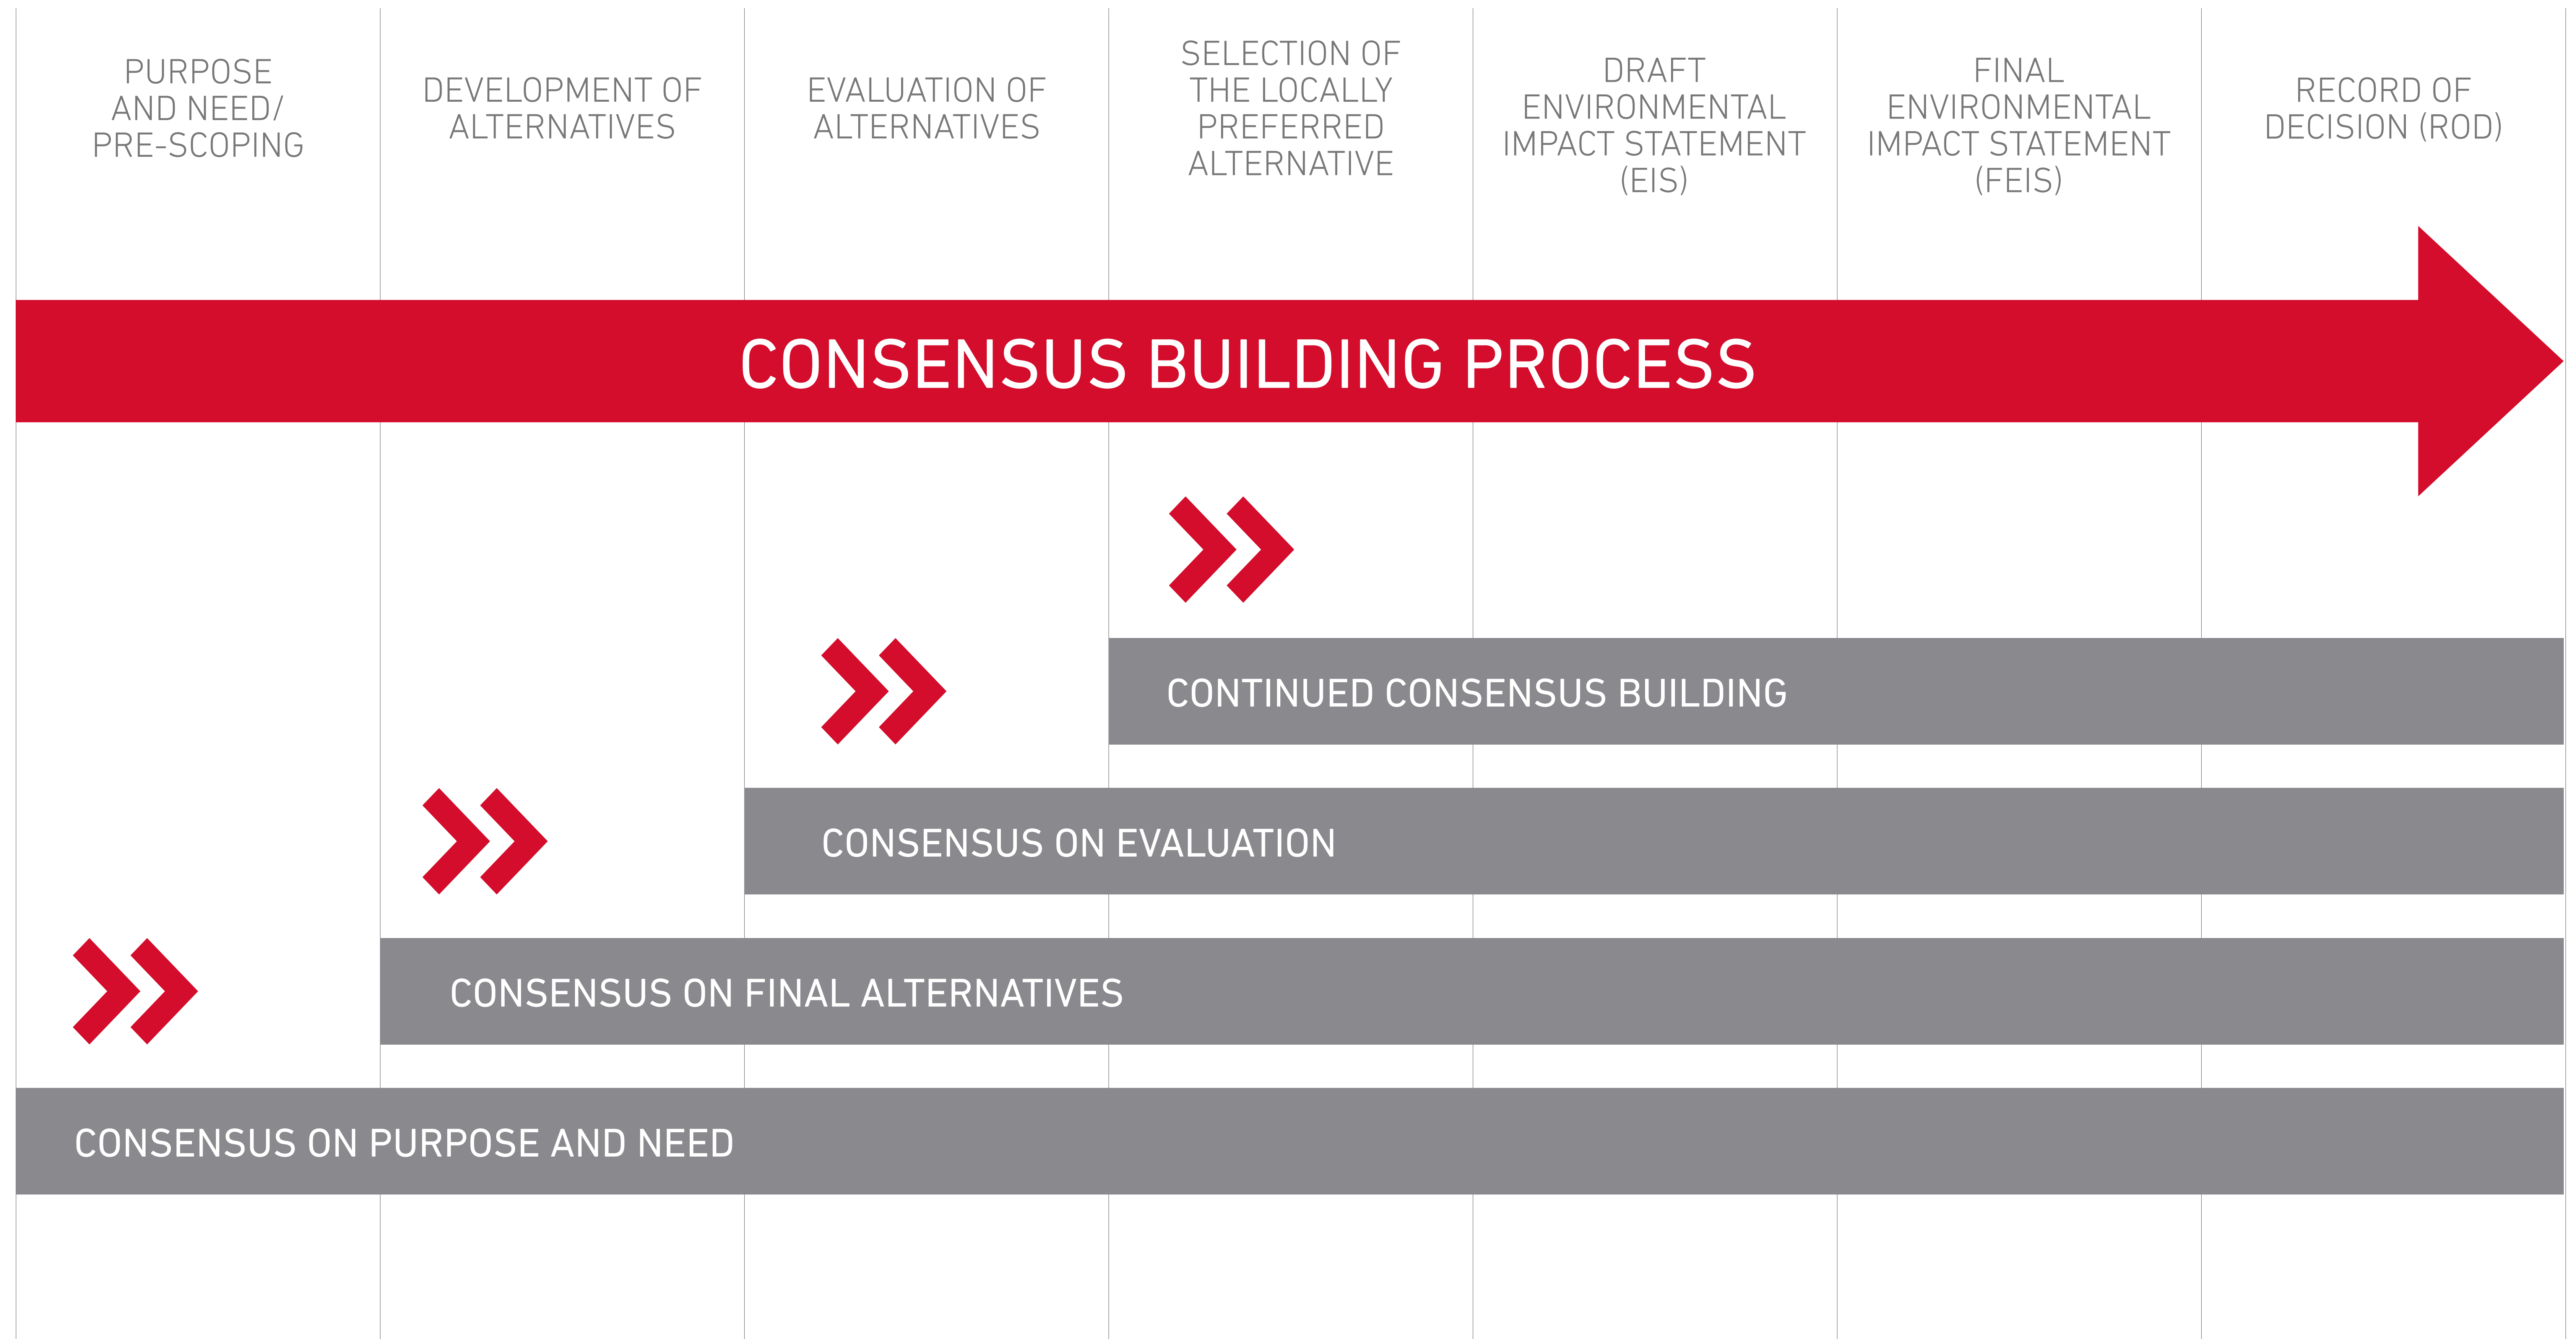 PURPOSE
AND NEED/
PRE-SCOPING
DEVELOPMENT OF
ALTERNATIVES
EVALUATION OF
ALTERNATIVES
SELECTION OF
THE LOCALLY
PREFERRED
ALTERNATIVE
DRAFT
ENVIRONMENTAL
IMPACT STATEMENT
(EIS)
FINAL
ENVIRONMENTAL
IMPACT STATEMENT
(FEIS)
RECORD OF
DECISION (ROD)
CONSENSUS BUILDING PROCESS
CONTINUED CONSENSUS BUILDING
CONSENSUS ON EVALUATION
CONSENSUS ON FINAL ALTERNATIVES
CONSENSUS ON PURPOSE AND NEED